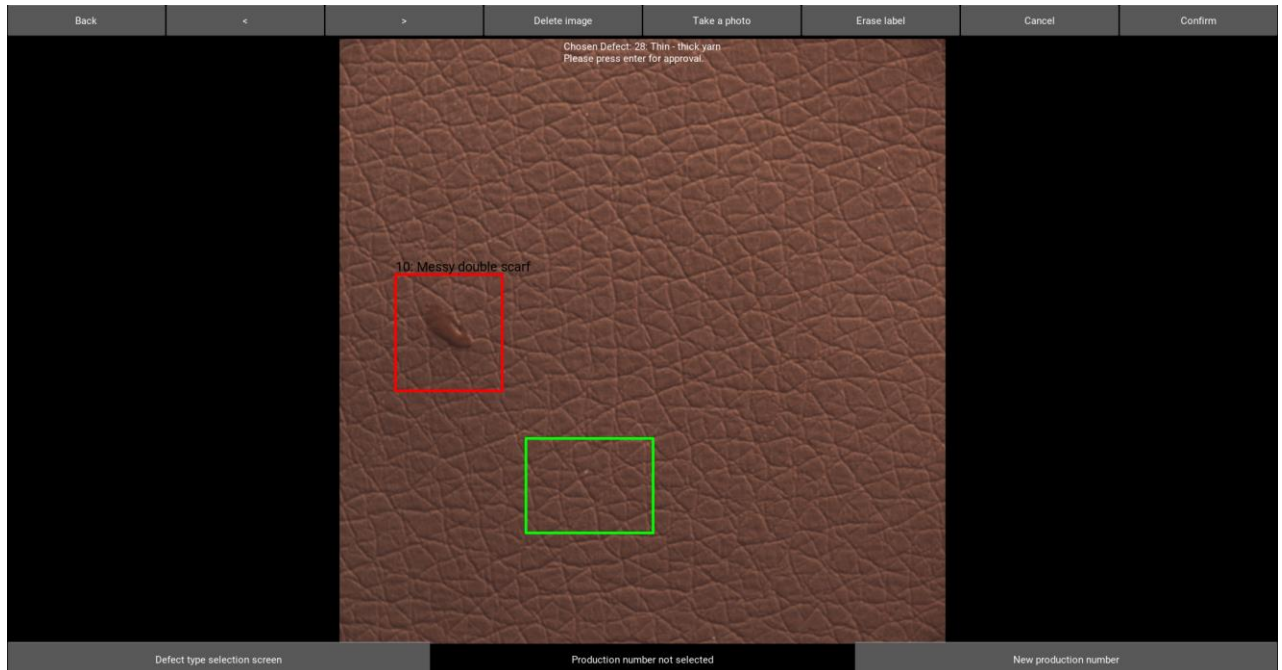 Back
<
>
Delete image
Take a photo
Erase label
Cancel
Confirm
Chosen Defect: 28: Thin - thick yarn
Please press enter for approval.
10: Messy double scarf
Defect type selection screen
Production number not selected
New production number